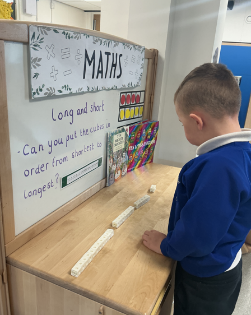 MATHS
Long and short
- Can you put the cubes in
order from shortest to
longest?